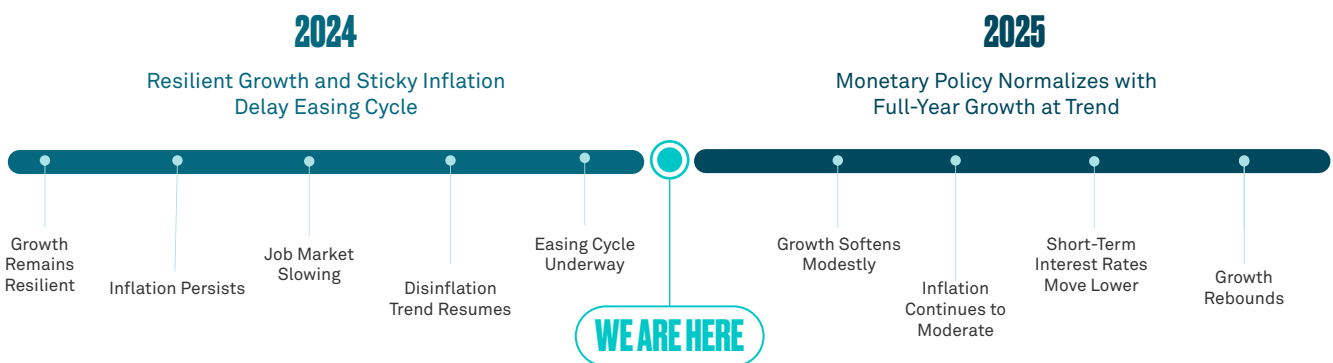 2024
Resilient Growth and Sticky Inflation
Delay Easing Cycle
Growth
Remains
Resilient
Inflation Persists
Job Market
Slowing
Disinflation
Trend Resumes
Easing Cycle
Underway
WE ARE HERE
2025
Monetary Policy Normalizes with
Full-Year Growth at Trend
Growth Softens
Modestly
Inflation
Continues to
Moderate
Short-Term
Interest Rates
Move Lower
Growth
Rebounds